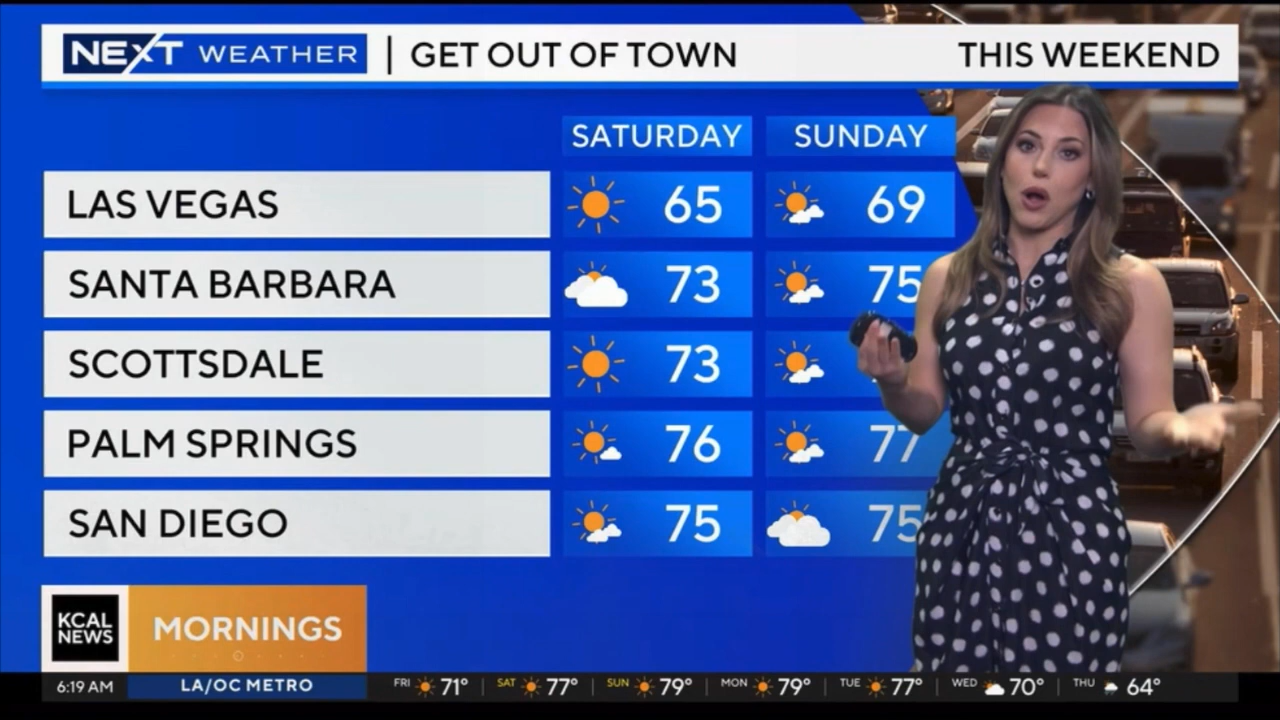 NEXT WEATHER | GET OUT OF TOWN THIS WEEKEND
SATURDAY SUNDAY
LAS VEGAS 65 69
SANTA BARBARA 73 75
SCOTTSDALE 73
PALM SPRINGS 76 77
SAN DIEGO 75 75
KCAL NEWS MORNINGS
6:19 AM LA/OC METRO FRI 71° SAT 77° SUN 79° MON 79° TUE 77° WED 70° THU 64°